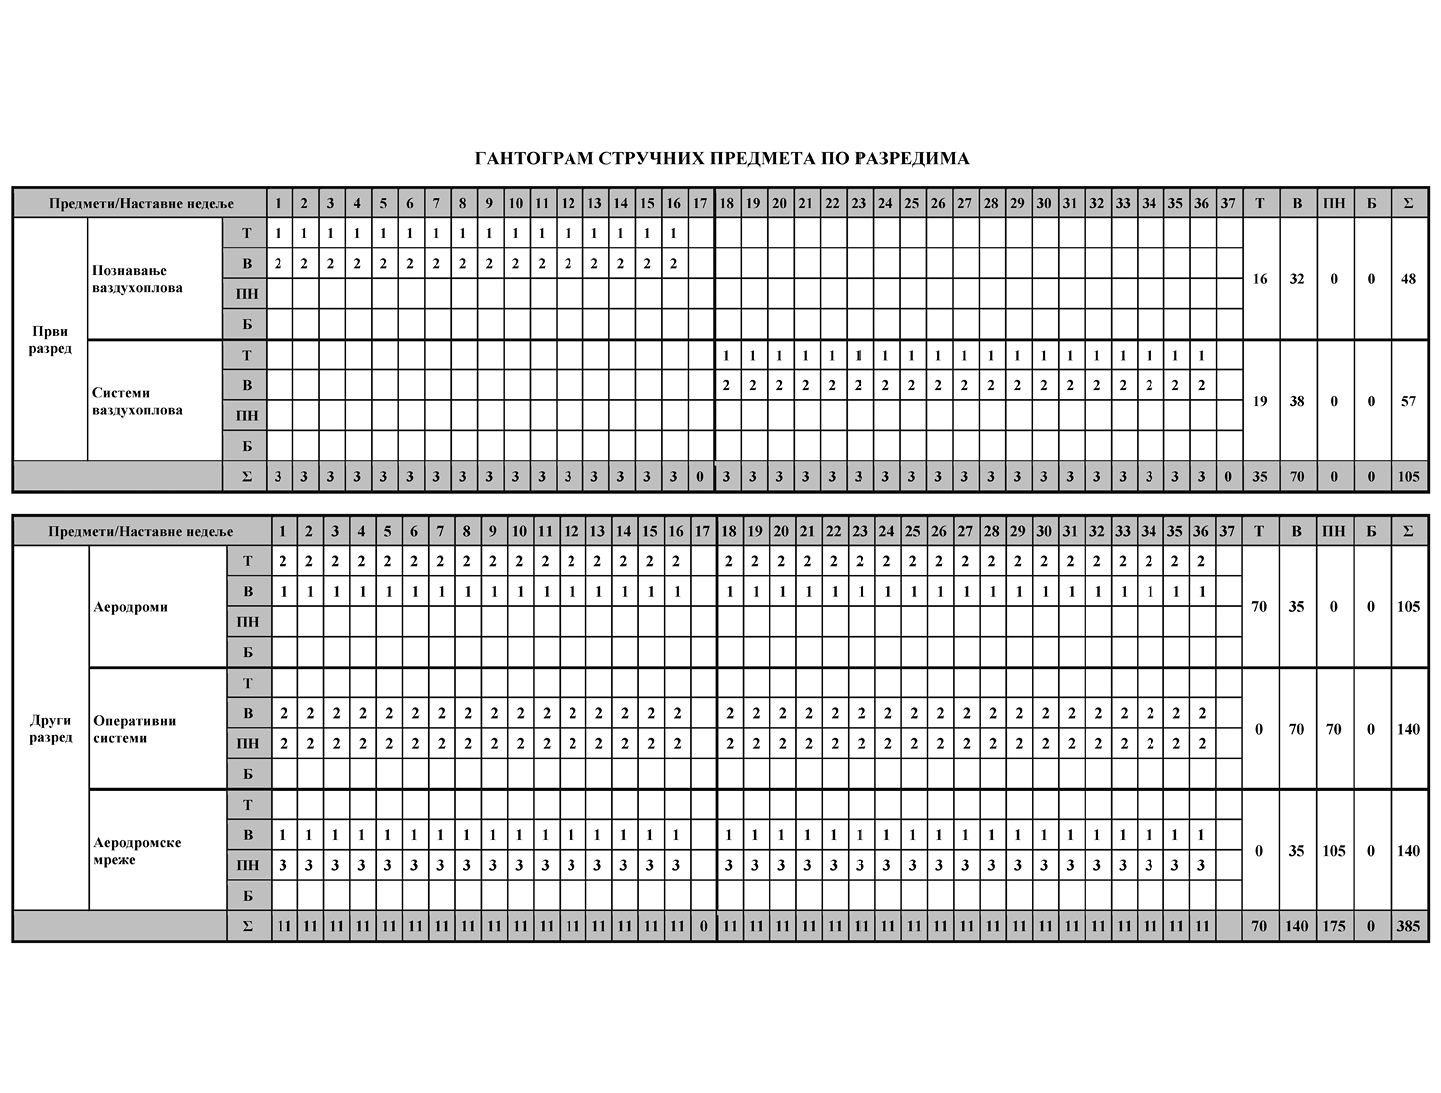 ГАНТОГРАМ СТРУЧНИХ ПРЕДМЕТА ПО РАЗРЕДИМА
Предмети/Наставне недеље 1 2 3 4 5 6 7 8 9 10 11 12 13 14 15 16 17 18 19 20 21 22 23 24 25 26 27 28 29 30 31 32 33 34 35 36 37 Т В ПН Б Σ
Први
разред
Познавање
ваздухоплова
Т 1 1 1 1 1 1 1 1 1 1 1 1 1 1 1 1
В 2 2 2 2 2 2 2 2 2 2 2 2 2 2 2 2
ПН
Б
16 32 0 0 48
Системи
ваздухоплова
Т 1 1 1 1 1 1 1 1 1 1 1 1 1 1 1 1 1 1 1
В 2 2 2 2 2 2 2 2 2 2 2 2 2 2 2 2 2 2 2
ПН
Б
19 38 0 0 57
Σ 3 3 3 3 3 3 3 3 3 3 3 3 3 3 3 3 0 3 3 3 3 3 3 3 3 3 3 3 3 3 3 3 3 3 3 3 0 35 70 0 0 105
Предмети/Наставне недеље 1 2 3 4 5 6 7 8 9 10 11 12 13 14 15 16 17 18 19 20 21 22 23 24 25 26 27 28 29 30 31 32 33 34 35 36 37 Т В ПН Б Σ
Други
разред
Аеродроми
Т 2 2 2 2 2 2 2 2 2 2 2 2 2 2 2 2 2 2 2 2 2 2 2 2 2 2 2 2 2 2 2 2 2 2 2
В 1 1 1 1 1 1 1 1 1 1 1 1 1 1 1 1 1 1 1 1 1 1 1 1 1 1 1 1 1 1 1 1 1 1 1
ПН
Б
70 35 0 0 105
Оперативни
системи
Т
В 2 2 2 2 2 2 2 2 2 2 2 2 2 2 2 2 2 2 2 2 2 2 2 2 2 2 2 2 2 2 2 2 2 2 2
ПН 2 2 2 2 2 2 2 2 2 2 2 2 2 2 2 2 2 2 2 2 2 2 2 2 2 2 2 2 2 2 2 2 2 2 2
Б
0 70 70 0 140
Аеродромске
мреже
Т
В 1 1 1 1 1 1 1 1 1 1 1 1 1 1 1 1 1 1 1 1 1 1 1 1 1 1 1 1 1 1 1 1 1 1 1
ПН 3 3 3 3 3 3 3 3 3 3 3 3 3 3 3 3 3 3 3 3 3 3 3 3 3 3 3 3 3 3 3 3 3 3 3
Б
0 35 105 0 140
Σ 11 11 11 11 11 11 11 11 11 11 11 11 11 11 11 11 0 11 11 11 11 11 11 11 11 11 11 11 11 11 11 11 11 11 11 11 70 140 175 0 385